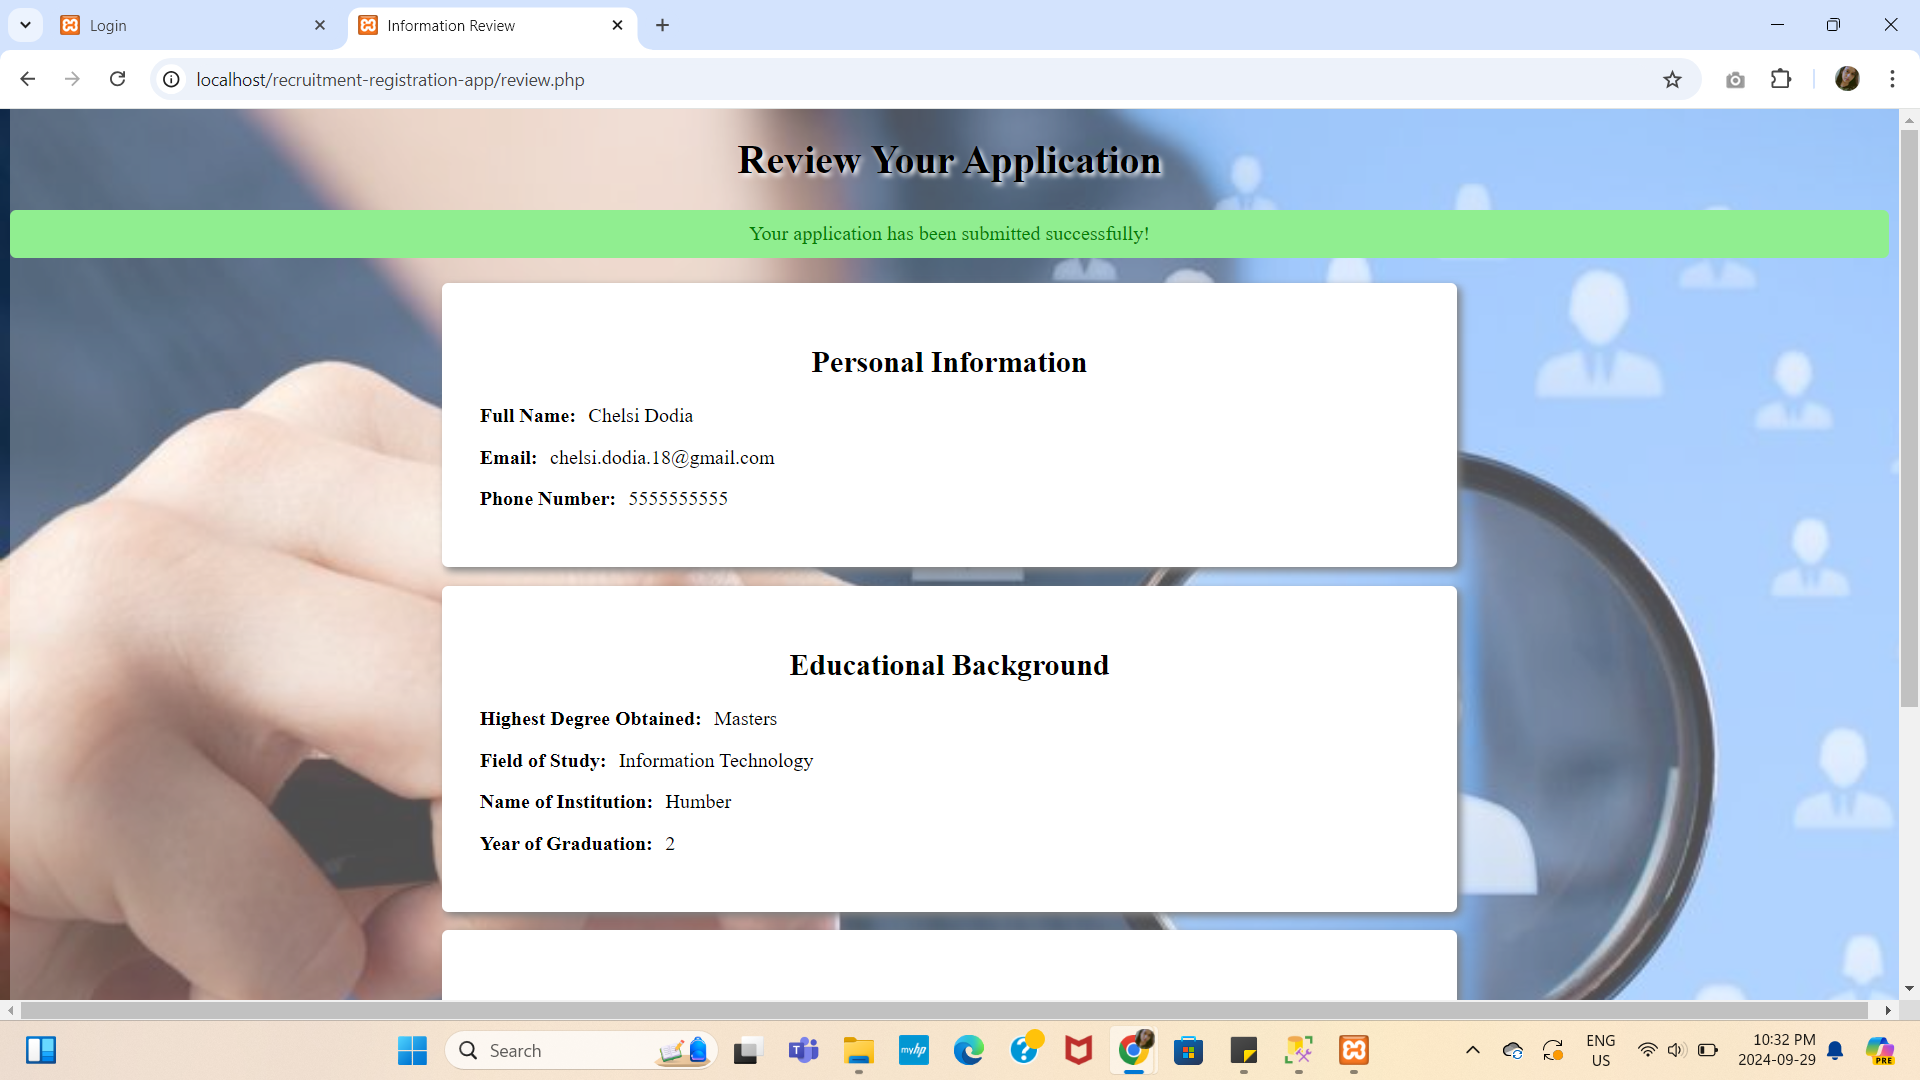 Login
Information Review
localhost/recruitment-registration-app/review.php
Review Your Application
Your application has been submitted successfully!
Personal Information
Full Name: Chelsi Dodia
Email: chelsi.dodia.18@gmail.com
Phone Number: 5555555555
Educational Background
Highest Degree Obtained: Masters
Field of Study: Information Technology
Name of Institution: Humber
Year of Graduation: 2
Search
myhp
ENG
US
10:32 PM
2024-09-29
PRE